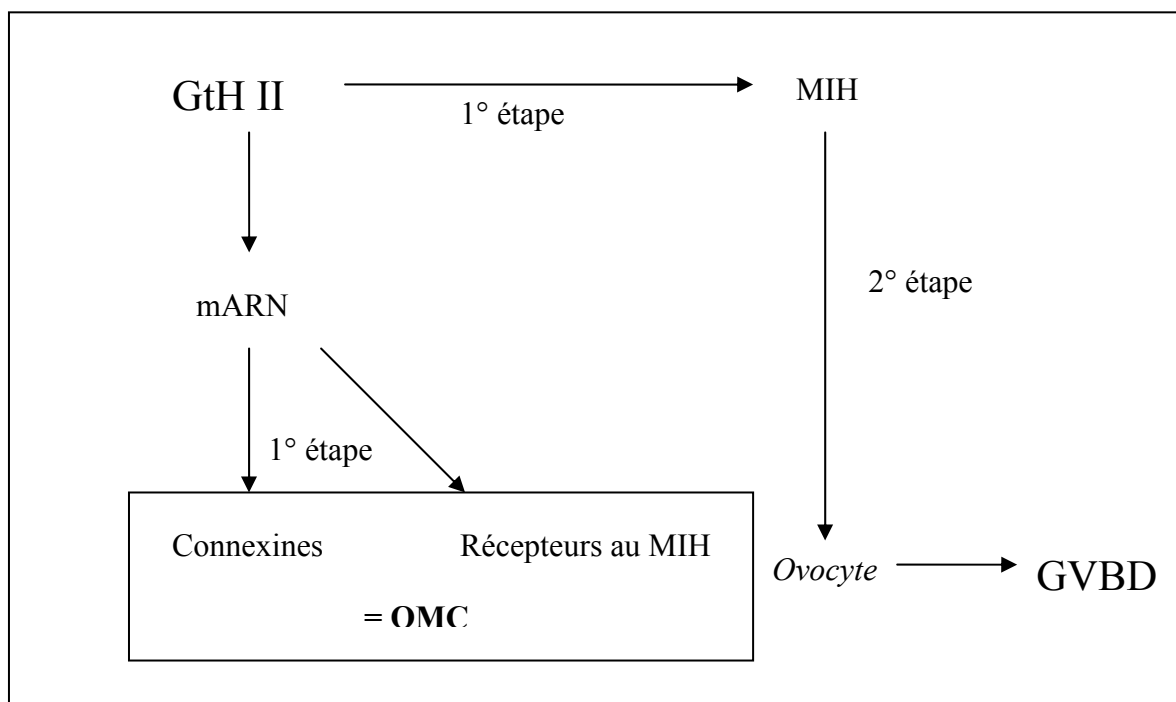 GtH II
1° étape
MIH
mARN
2° étape
1° étape
Connexines
Récepteurs au MIH
Ovocyte
GVBD
= OMC